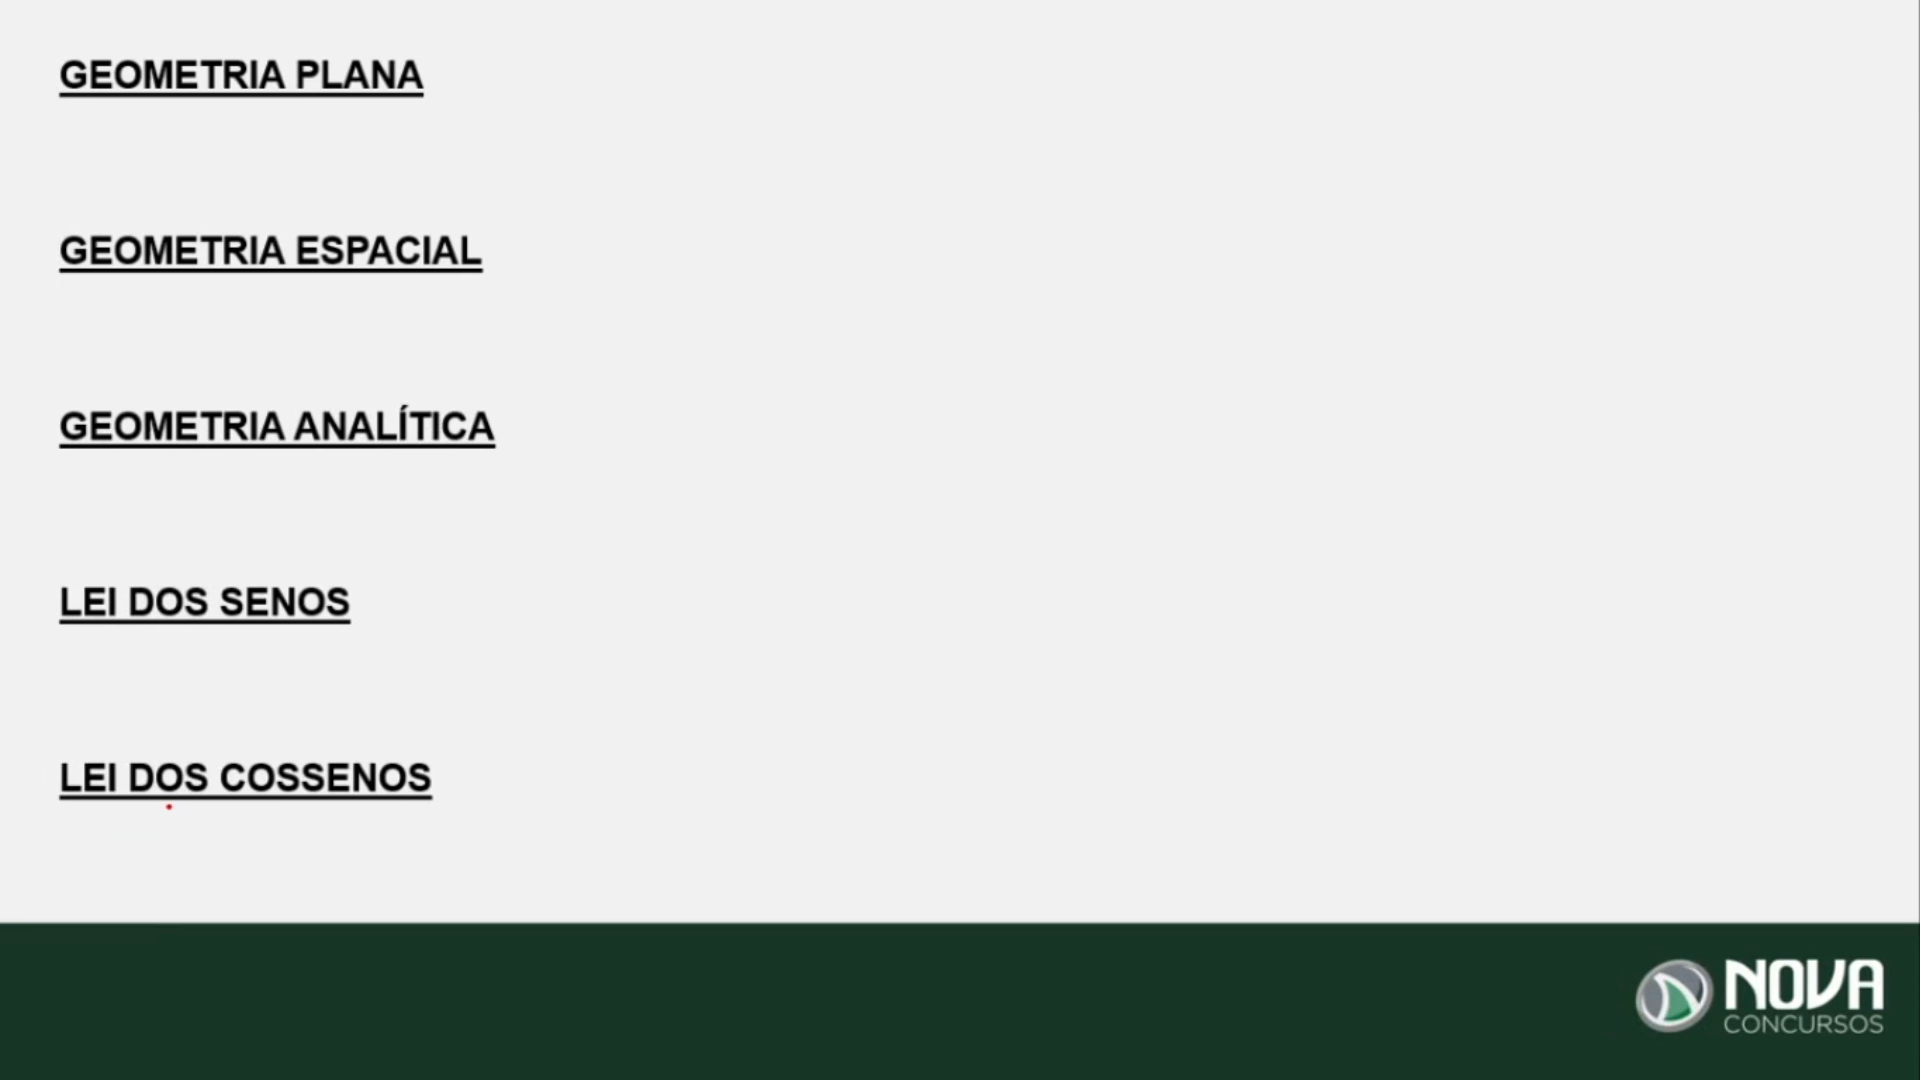 GEOMETRIA PLANA
GEOMETRIA ESPACIAL
GEOMETRIA ANALÍTICA
LEI DOS SENOS
LEI DOS COSSENOS
NOVA
CONCURSOS